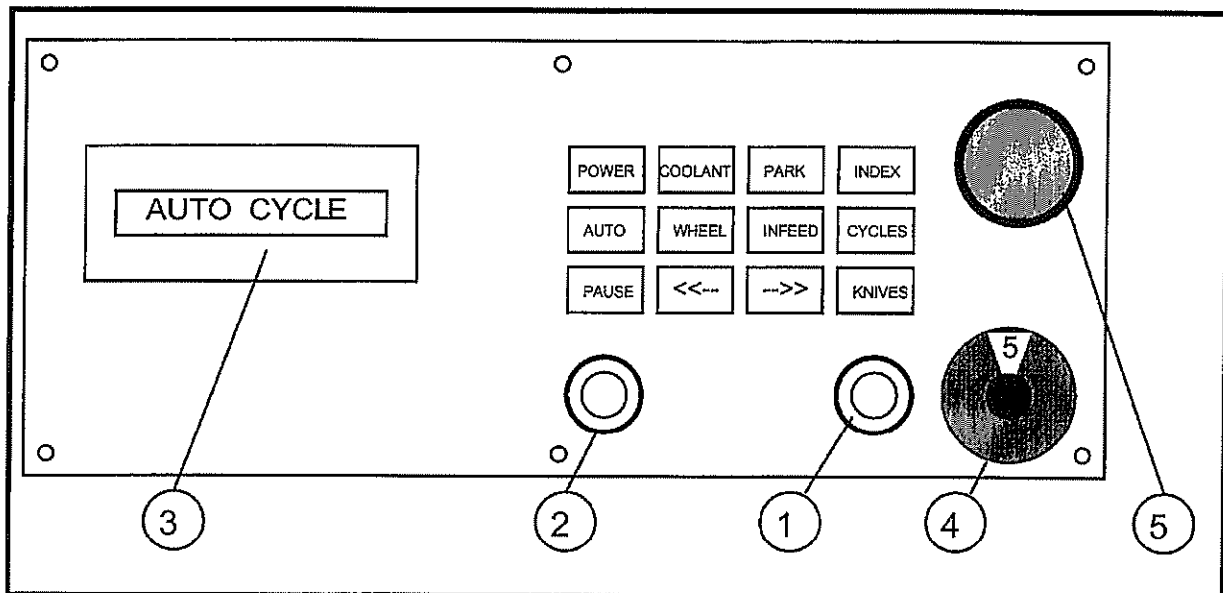 AUTO CYCLE
POWER COOLANT PARK INDEX
AUTO WHEEL INFEED CYCLES
PAUSE <<-- -->> KNIVES
5
3 2 1 4 5